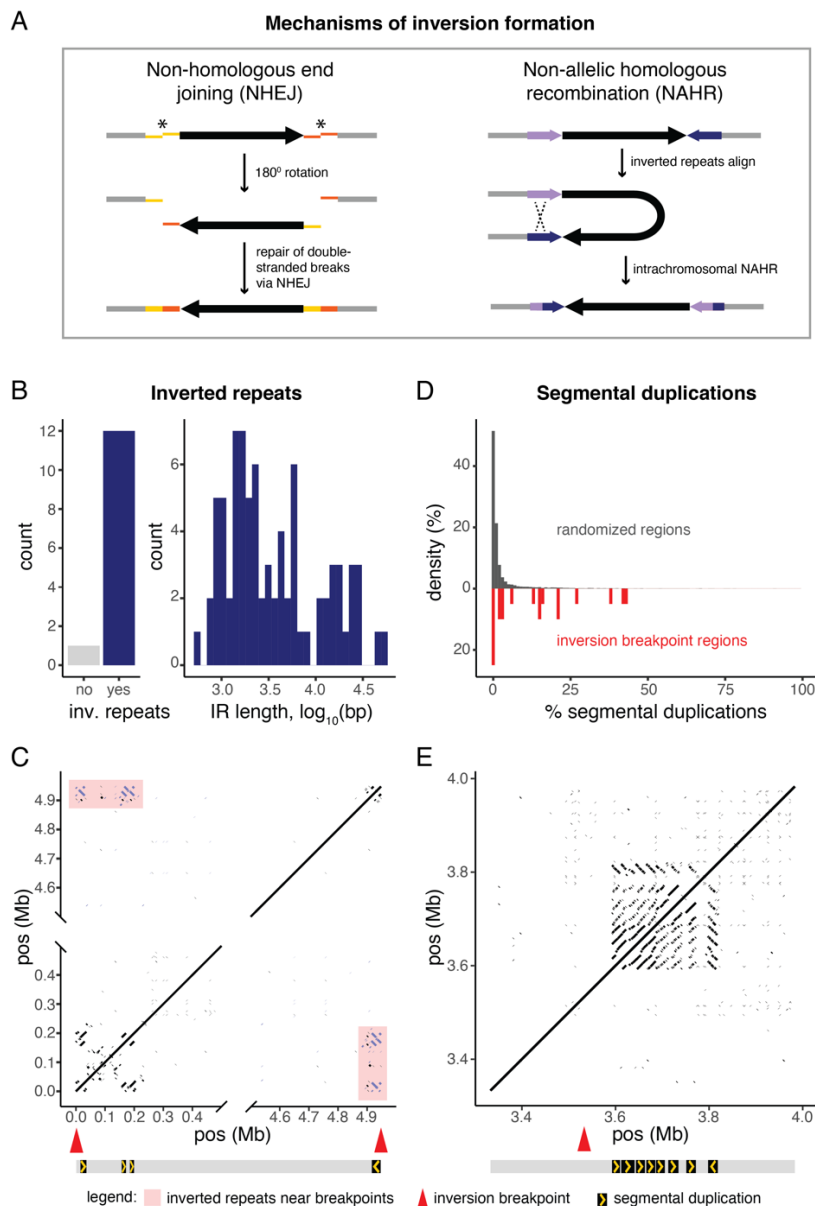 A
Mechanisms of inversion formation
Non-homologous end
joining (NHEJ)
*
*
180⁰ rotation
repair of double-
stranded breaks
via NHEJ
Non-allelic homologous
recombination (NAHR)
inverted repeats align
intrachromosomal NAHR
B
Inverted repeats
count
12
10
8
6
4
2
0
no
yes
inv. repeats
count
6
4
2
0
3.0
3.5
4.0
4.5
IR length, log₁₀(bp)
D
Segmental duplications
density (%)
40
20
0
20
randomized regions
inversion breakpoint regions
0
25
50
75
100
% segmental duplications
C
pos (Mb)
4.9
4.8
4.7
4.6
0.4
0.3
0.2
0.1
0.0
0.0 0.1 0.2 0.4 4.6 4.7 4.9
pos (Mb)
E
pos (Mb)
4.0
3.8
3.6
3.4
3.4 3.6 3.8 4.0
pos (Mb)
legend: inverted repeats near breakpoints inversion breakpoint segmental duplication